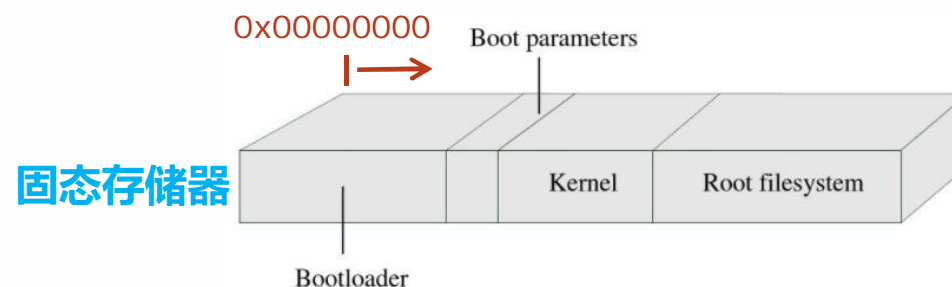 0x00000000
Boot parameters
固态存储器
Kernel
Root filesystem
Bootloader